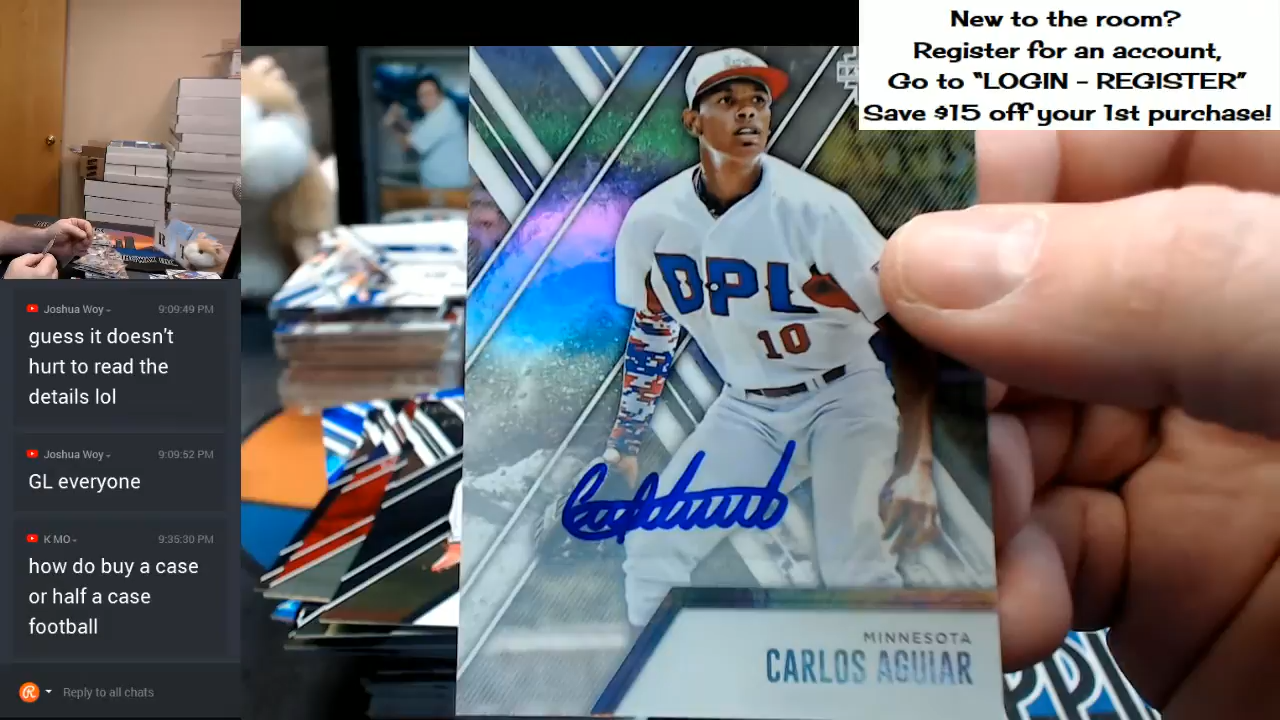 New to the room?
Register for an account,
Go to "LOGIN - REGISTER"
Save $15 off your 1st purchase!
Joshua Woy
9:09:49 PM
guess it doesn't
hurt to read the
details lol
Joshua Woy
9:09:52 PM
GL everyone
K MO
9:35:30 PM
how do buy a case
or half a case
football
Reply to all chats
DPL
10
MINNESOTA
CARLOS AGUIAR